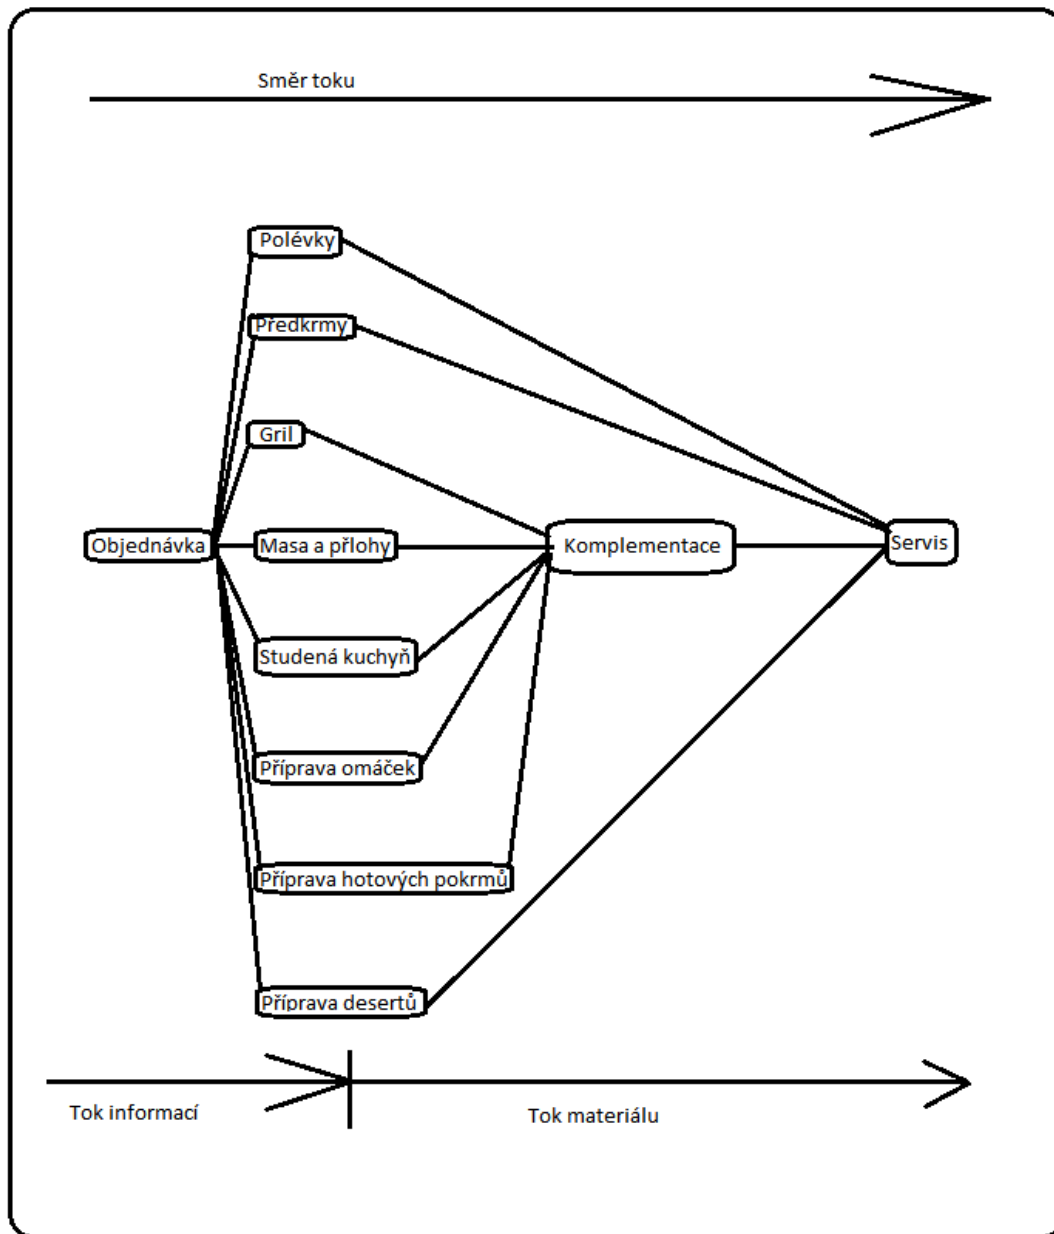 Směr toku
Polévky
Předkrmy
Gril
Objednávka
Masa a přlohy
Komplementace
Servis
Studená kuchyň
Příprava omáček
Příprava hotových pokrmů
Příprava desertů
Tok informací
Tok materiálu